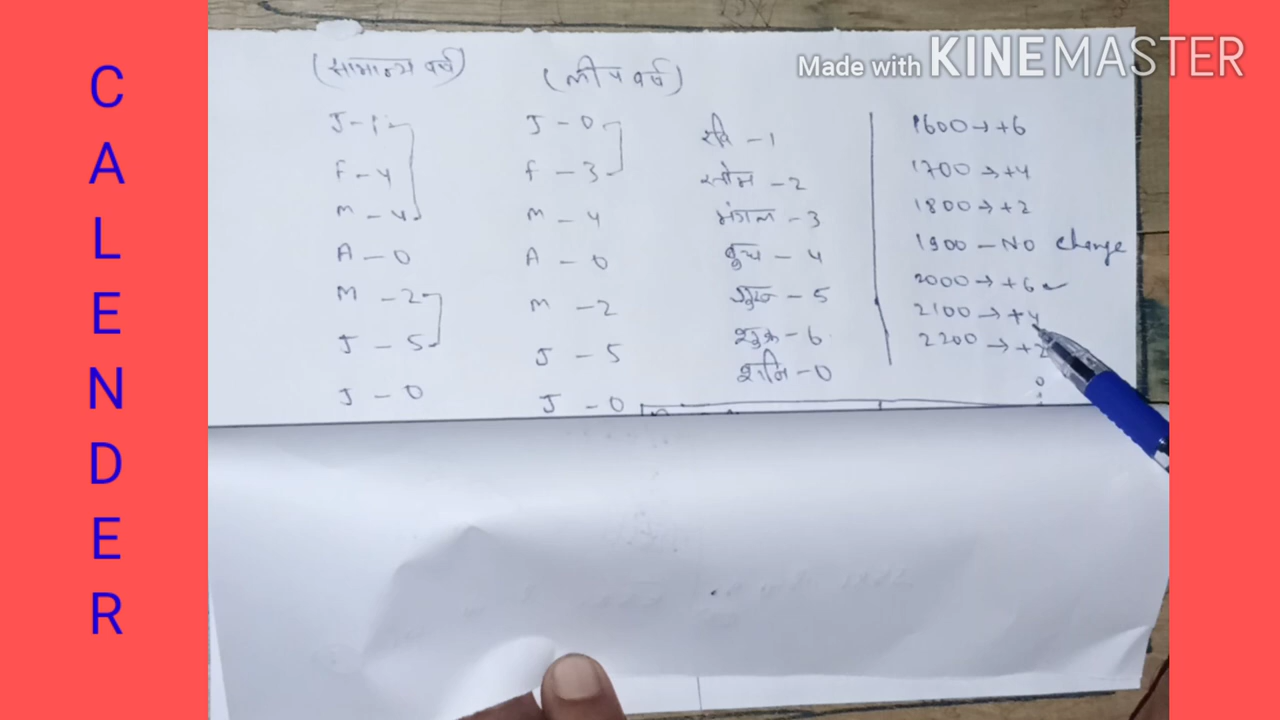 CALENDER
Made with KINEMASTER
(सामान्य वर्ष)
J - 1
F - 4
M - 4
A - 0
M - 2
J - 5
J - 0
(लीप वर्ष)
J - 0
F - 3
M - 4
A - 0
M - 2
J - 5
J - 0
रवि - 1
सोम - 2
मंगल - 3
बुध - 4
गुरु - 5
शुक्र - 6
शनि - 0
1600 → +6
1700 → +4
1800 → +2
1900 - NO change
2000 → +6
2100 → +4
2200 → +2